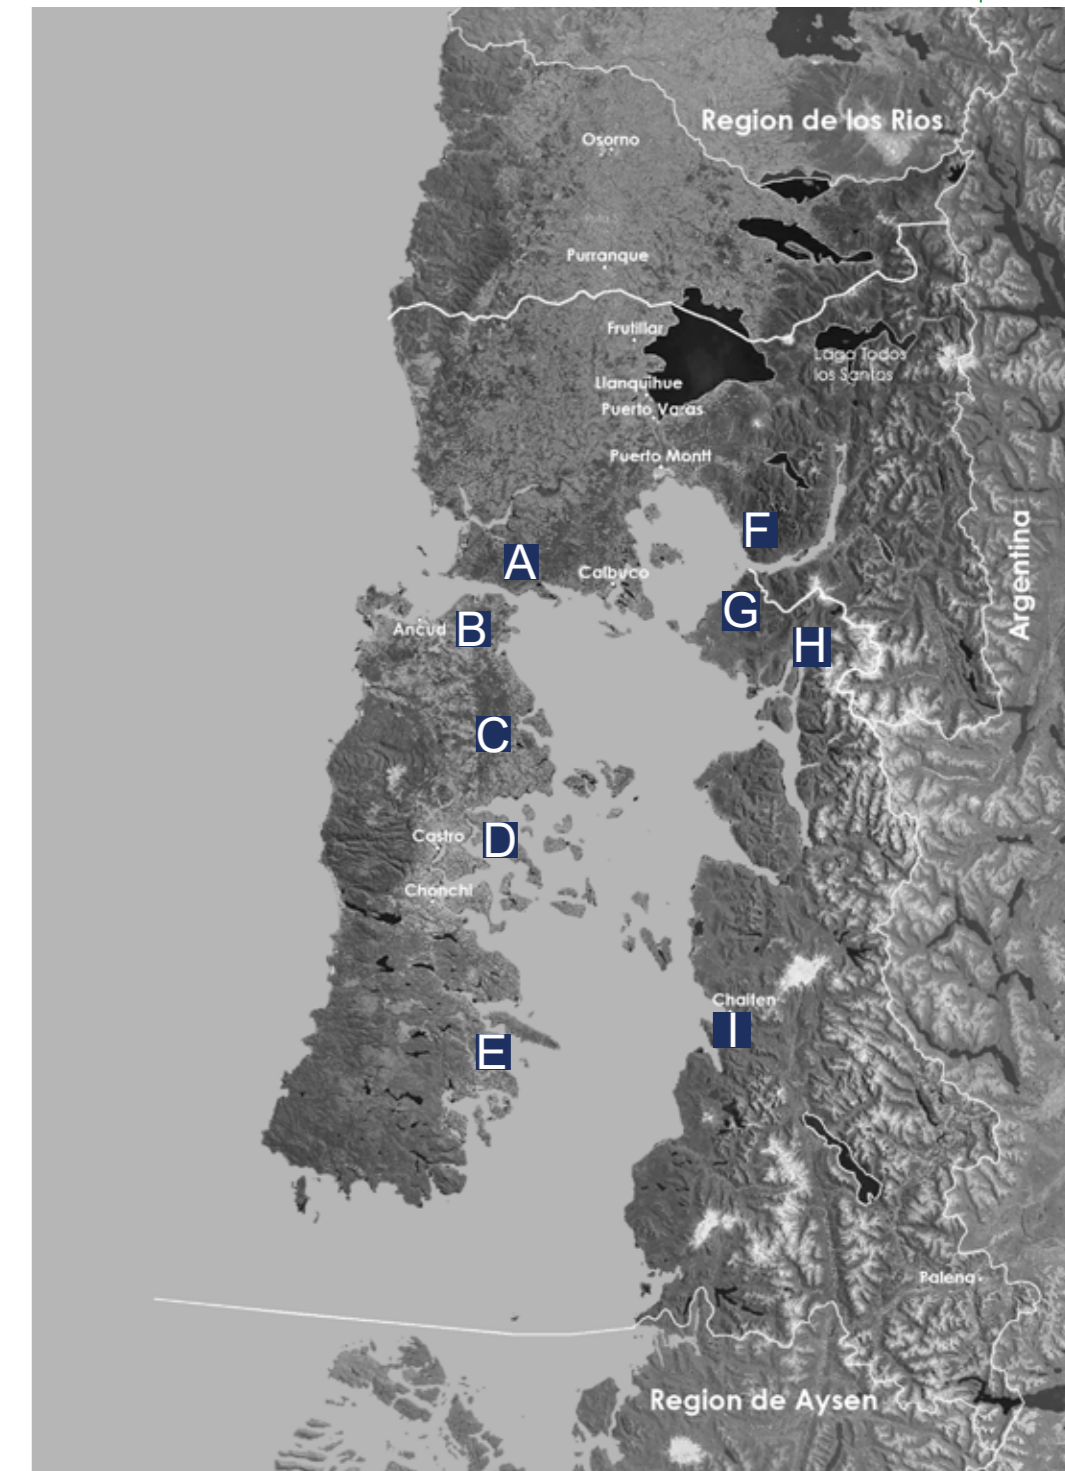 Region de los Rios
Osorno
Purranque
Frutillar
Lago Todos
los Santos
Llanquihue
Puerto Varas
Puerto Montt
F
Argentina
A
Calbuco
G
Ancud
B
H
C
Castro
D
Chonchi
Chaiten
I
E
Palena
Region de Aysen